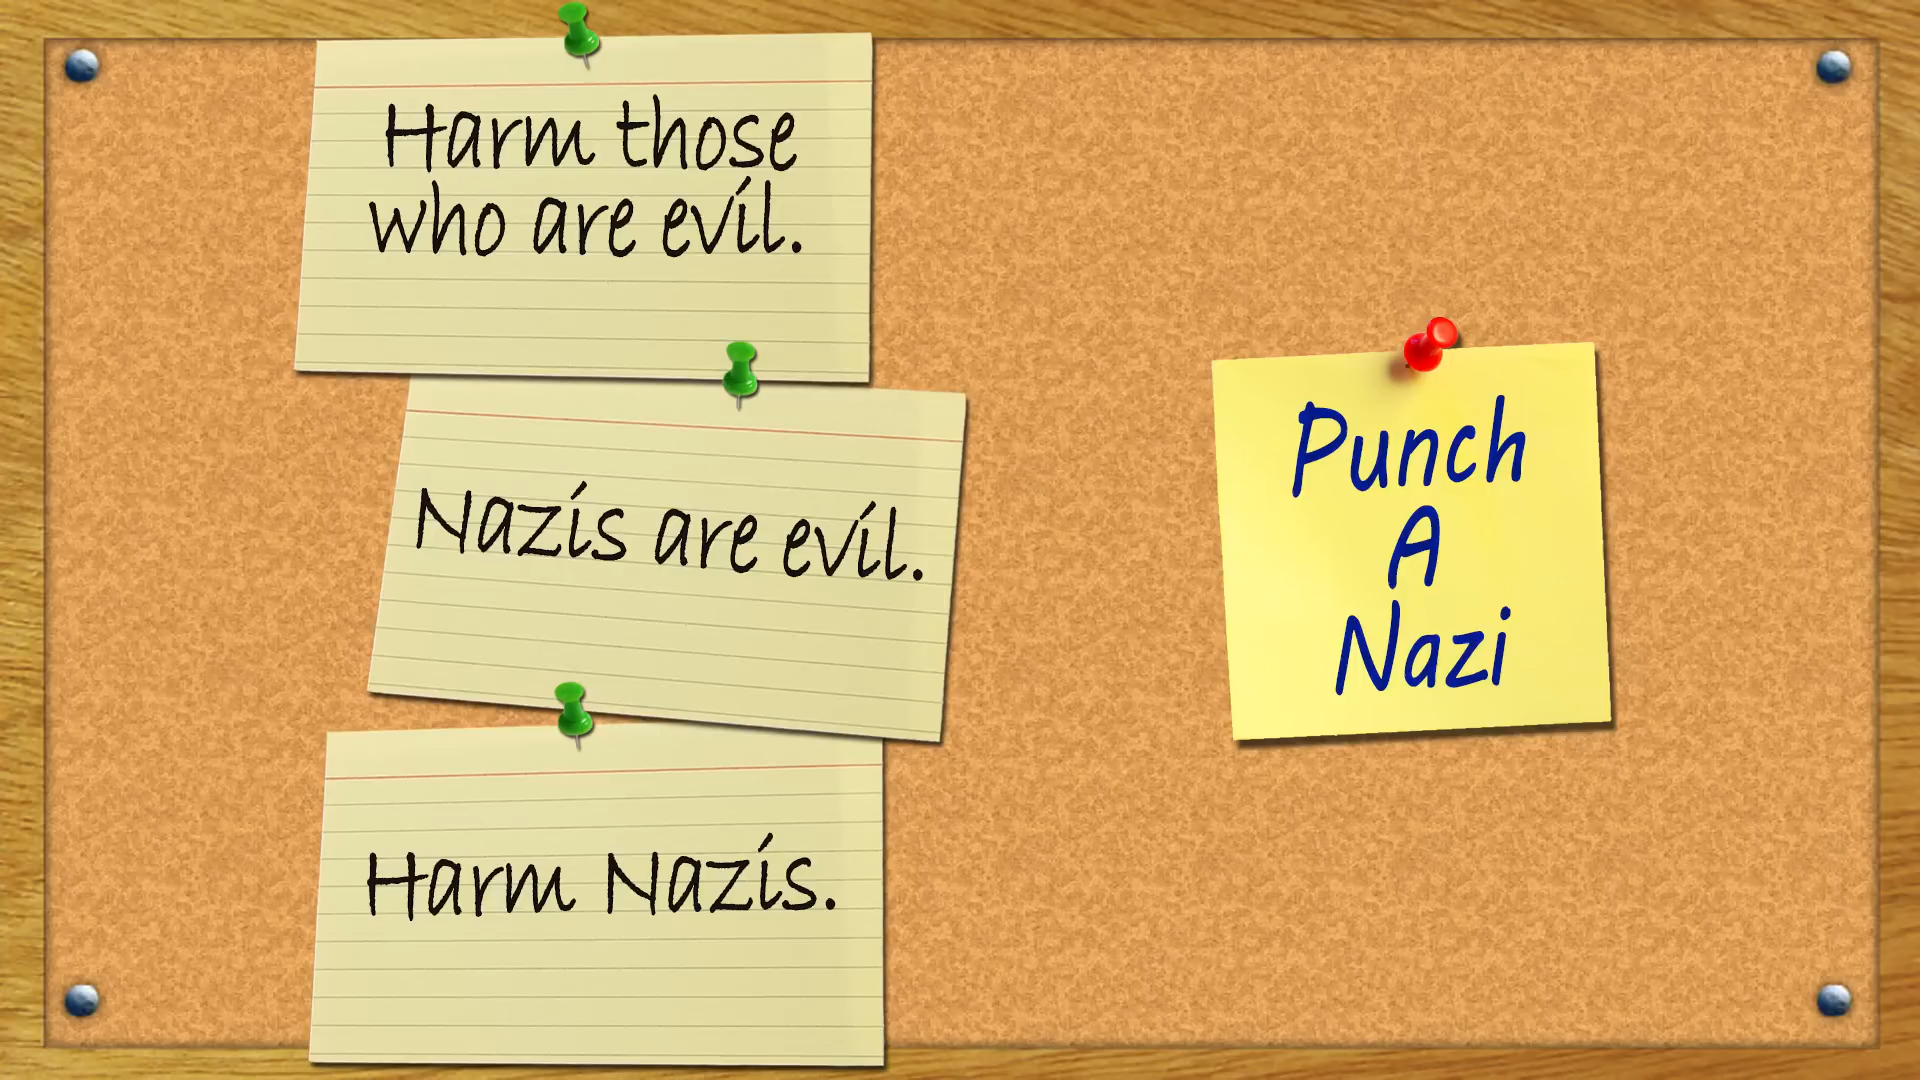 Harm those
who are evil.
Nazis are evil.
Harm Nazis.
Punch
A
Nazi